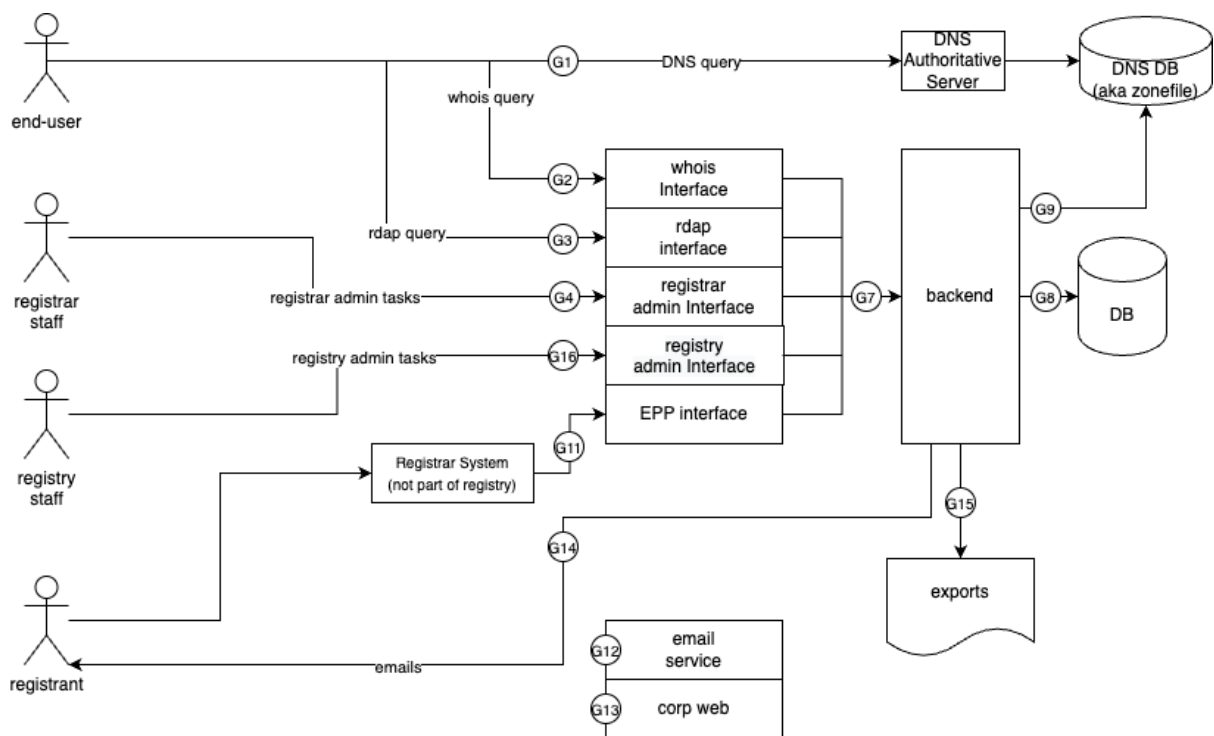 DNS
Authoritative
Server
DNS DB
(aka zonefile)
G1
DNS query
whois query
end-user
G2
whois
Interface
backend
G9
rdap query
G3
rdap
interface
registrar
staff
registrar admin tasks
G4
registrar
admin Interface
G7
G8
DB
registry admin tasks
G16
registry
admin Interface
EPP interface
G11
registry
staff
Registrar System
(not part of registry)
G15
G14
exports
registrant
emails
G12
email
service
G13
corp web